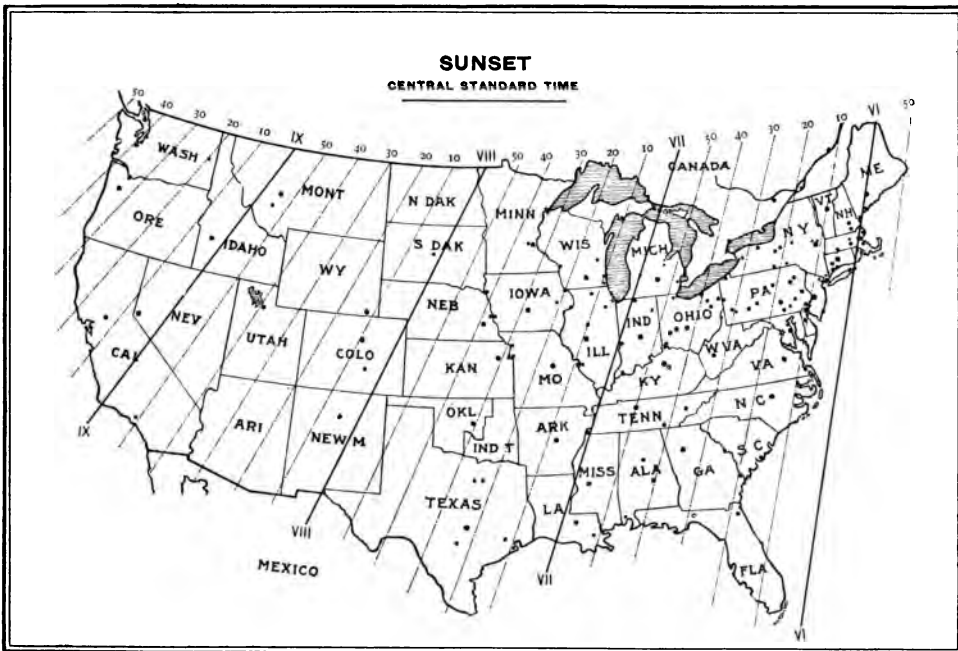 SUNSET
CENTRAL STANDARD TIME
50 40 30 20 10 IX 50 40 30 20 10 VIII 50 40 30 20 10 VII 50 40 30 20 10 VI 50
CANADA
WASH
MONT
N DAK
MINN
ME
ORE
IDAHO
WY
S DAK
WIS
MICH
N Y
VT
NH
NEV
UTAH
COLO
NEB
IOWA
ILL
IND
OHIO
PA
CAL
KAN
MO
KY
W VA
VA
IX
ARI
NEW M
OKL
IND T
ARK
TENN
N C
S C
TEXAS
LA
MISS
ALA
GA
VIII
MEXICO
VII
FLA
VI